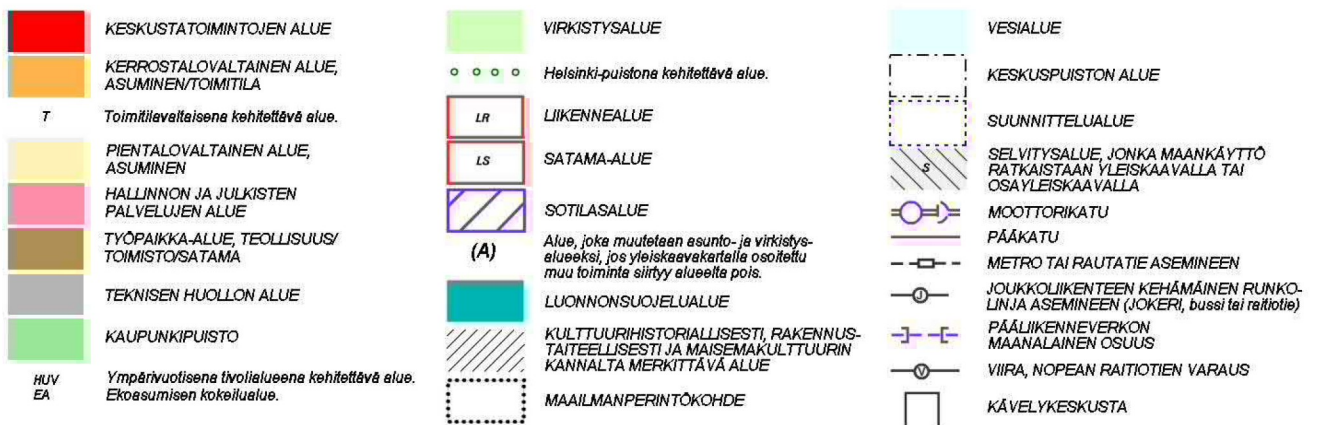 KESKUSTATOIMINTOJEN ALUE
KERROSTALOVALTAINEN ALUE,
ASUMINEN/TOIMITILA
T
Toimitilavaltaisena kehitettävä alue.
PIENTALOVALTAINEN ALUE,
ASUMINEN
HALLINNON JA JULKISTEN
PALVELUJEN ALUE
TYÖPAIKKA-ALUE, TEOLLISUUS/
TOIMISTO/SATAMA
TEKNISEN HUOLLON ALUE
KAUPUNKIPUISTO
HUV
Ympärivuotisena tivolialueena kehitettävä alue.
EA
Ekoasumisen kokeilualue.
VIRKISTYSALUE
Helsinki-puistona kehitettävä alue.
LR
LIIKENNEALUE
LS
SATAMA-ALUE
SOTILASALUE
(A)
Alue, joka muutetaan asunto- ja virkistys-
alueeksi, jos yleiskaavakartalla osoitettu
muu toiminta siirtyy alueelta pois.
LUONNONSUOJELUALUE
KULTTUURIHISTORIALLISESTI, RAKENNUS-
TAITEELLISESTI JA MAISEMAKULTTUURIN
KANNALTA MERKITTÄVÄ ALUE
MAAILMANPERINTÖKOHDE
VESIALUE
KESKUSPUISTON ALUE
SUUNNITTELUALUE
S
SELVITYSALUE, JONKA MAANKÄYTTÖ
RATKAISTAAN YLEISKAAVALLA TAI
OSAYLEISKAAVALLA
MOOTTORIKATU
PÄÄKATU
METRO TAI RAUTATIE ASEMINEEN
J
JOUKKOLIIKENTEEN KEHÄMÄINEN RUNKO-
LINJA ASEMINEEN (JOKERI, bussi tai raitiotie)
PÄÄLIIKENNEVERKON
MAANALAINEN OSUUS
V
VIIRA, NOPEAN RAITIOTIEN VARAUS
KÄVELYKESKUSTA